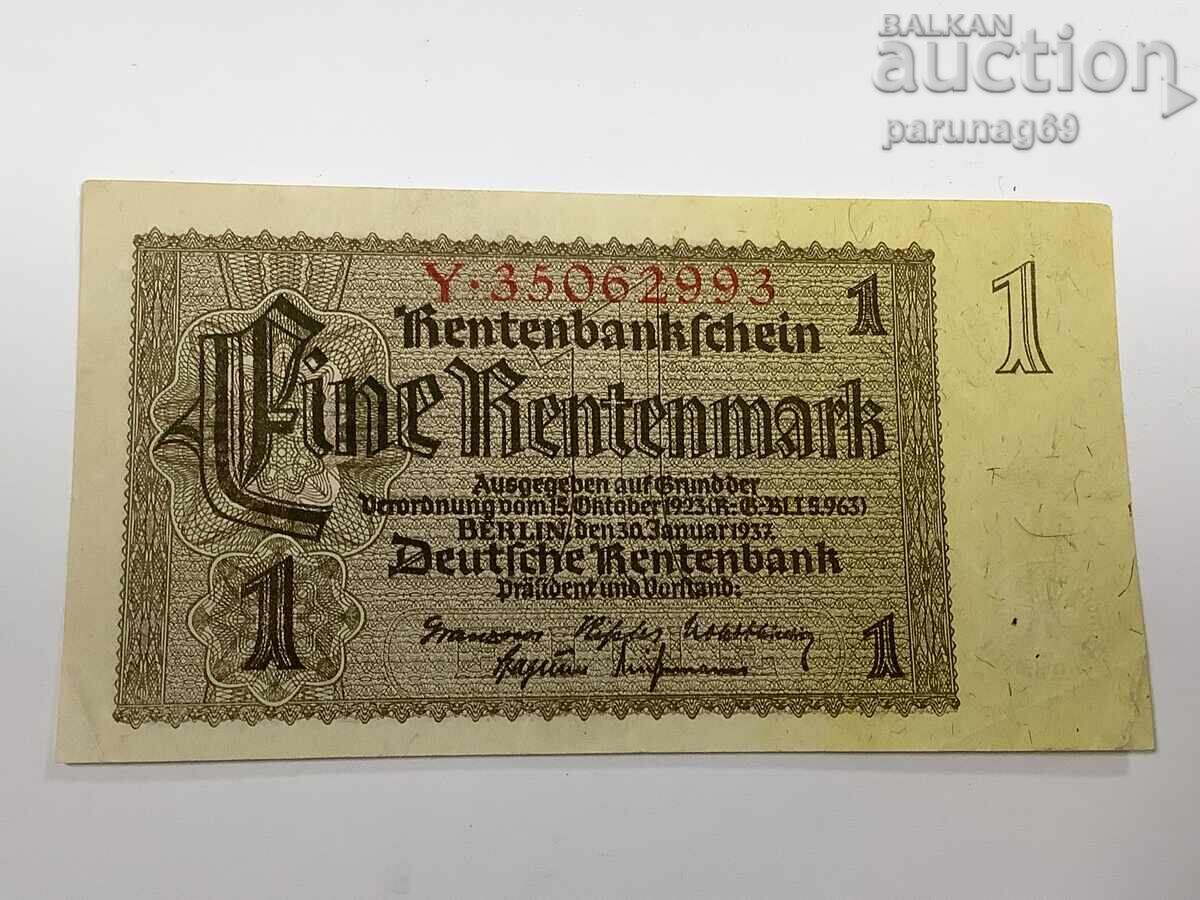 BALKAN
auction
parunag69
Y·35062993
1
1
Rentenbankschein
Eine Rentenmark
Ausgegeben auf Grund der
Verordnung vom 15. Oktober 1923 (R.-G.-Bl. I S. 963)
BERLIN, den 30. Januar 1937
Deutsche Rentenbank
Präsident und Vorstand:
1
1